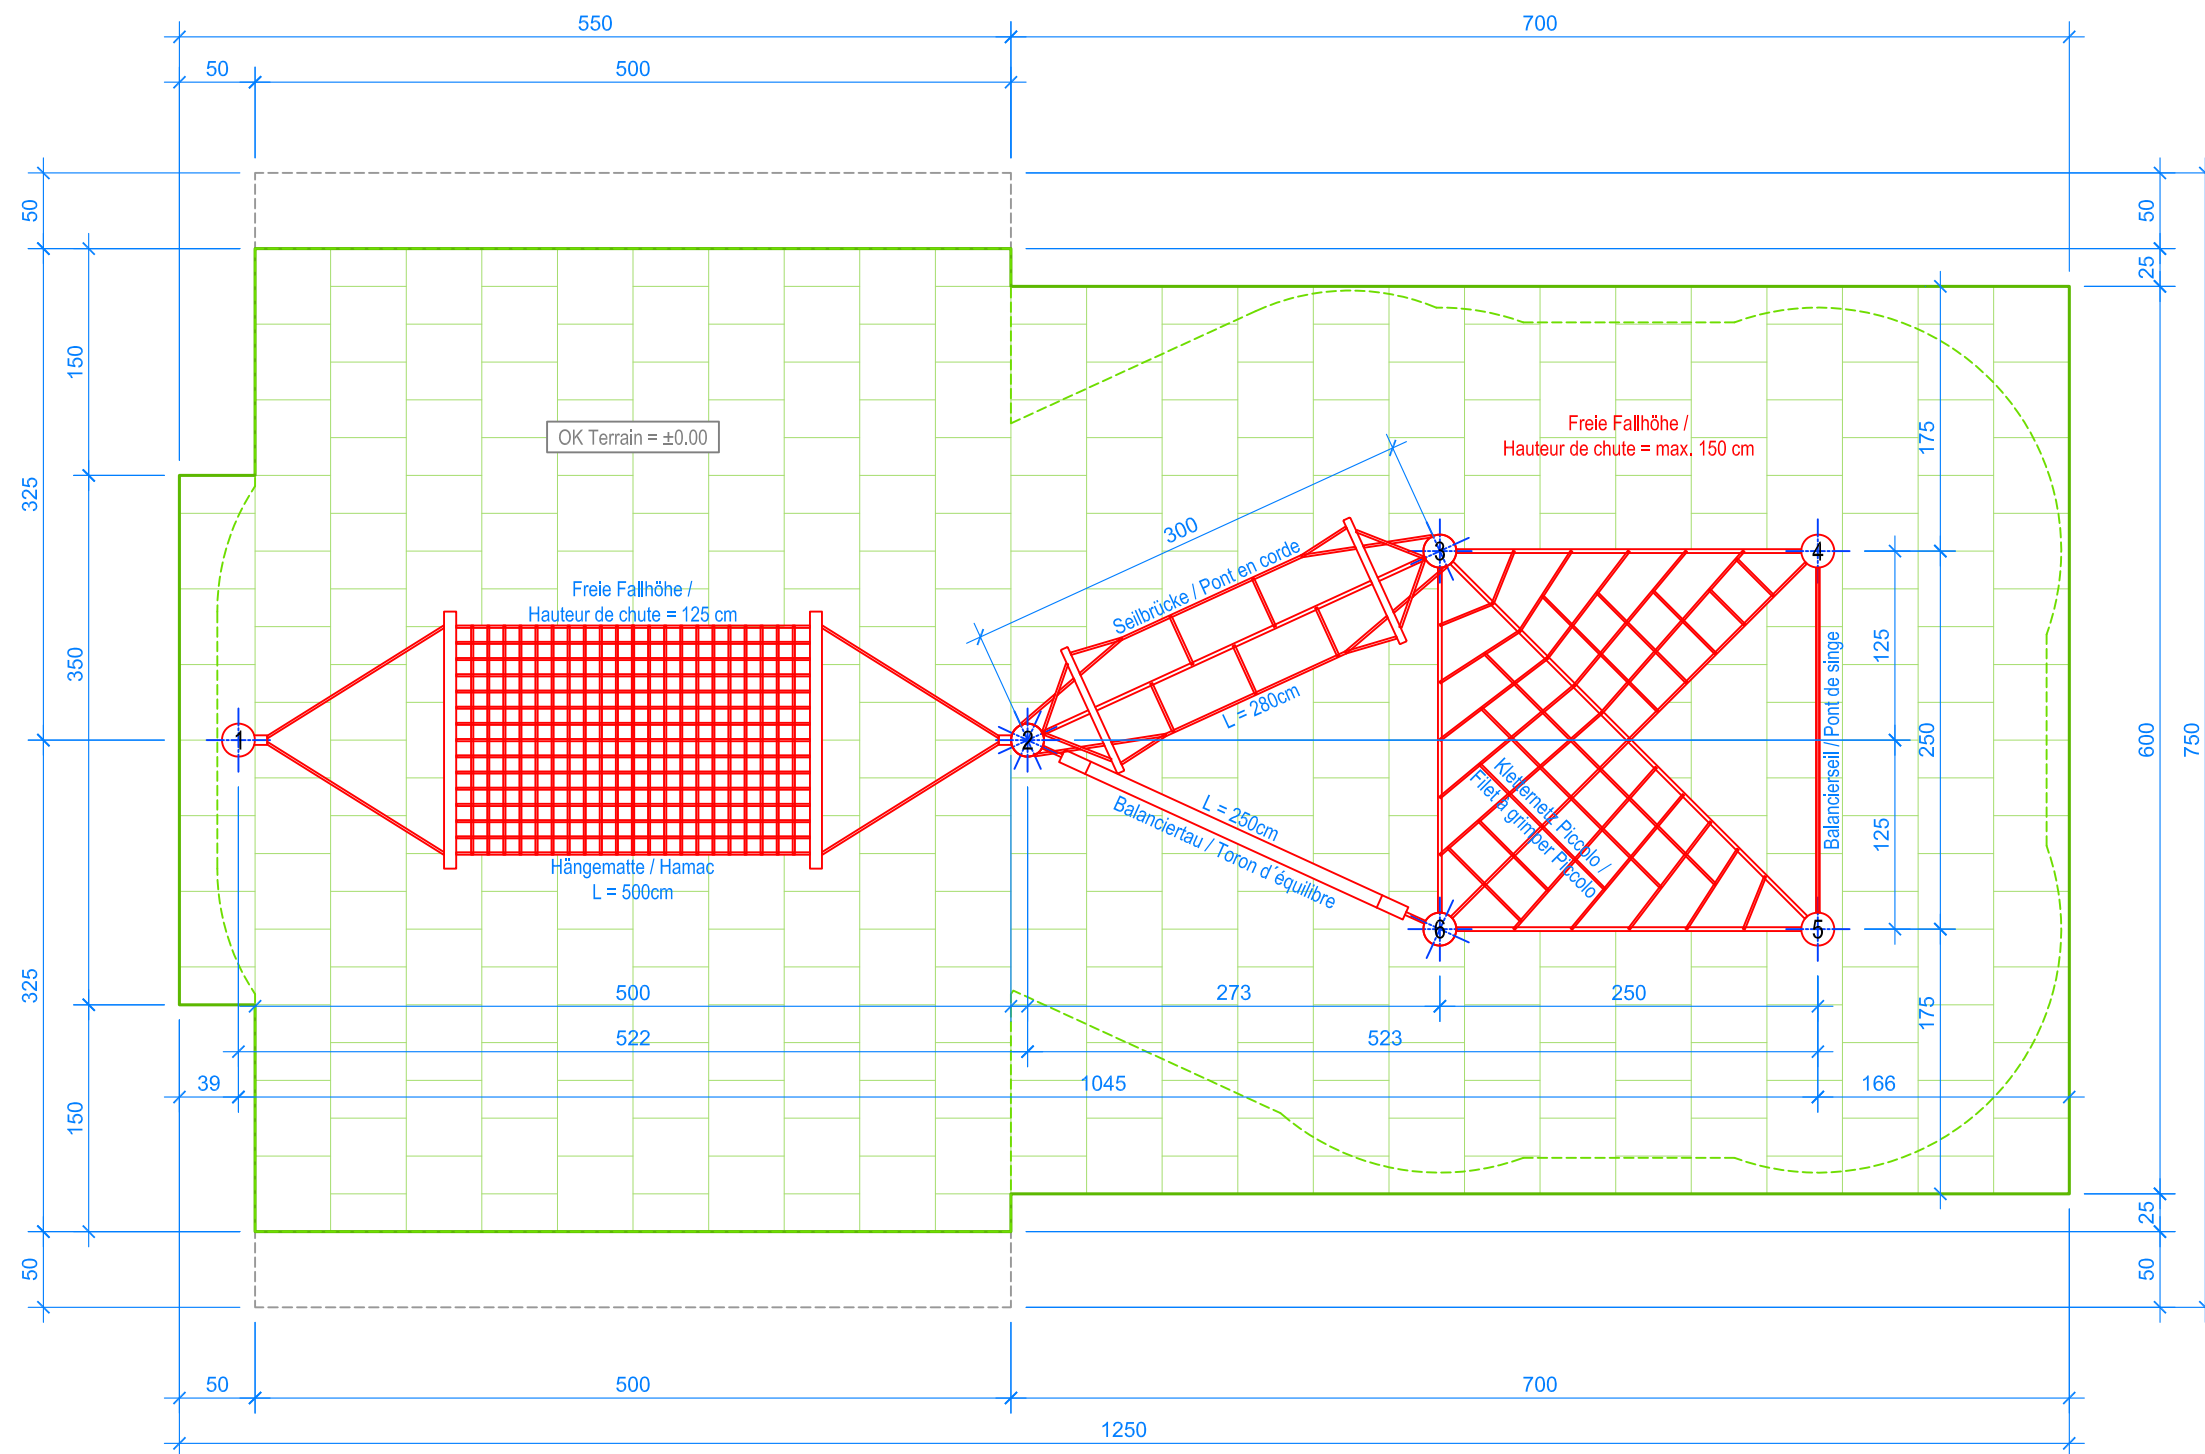 550
700
50
500
50
50
25
150
325
175
OK Terrain = ±0.00
Freie Fallhöhe /
Hauteur de chute = max. 150 cm
300
Seilbrücke / Pont en corde
3
4
Freie Fallhöhe /
Hauteur de chute = 125 cm
350
L = 280cm
125
Balancierseil / Pont de singe
1
2
250
600
750
L = 250cm
Balanciertau / Toron d´équilibre
Kletternetz Piccolo /
Filet à grimper Piccolo
125
Hängematte / Hamac
L = 500cm
6
5
325
500
273
250
175
522
523
39
1045
166
150
25
50
50
50
500
700
1250